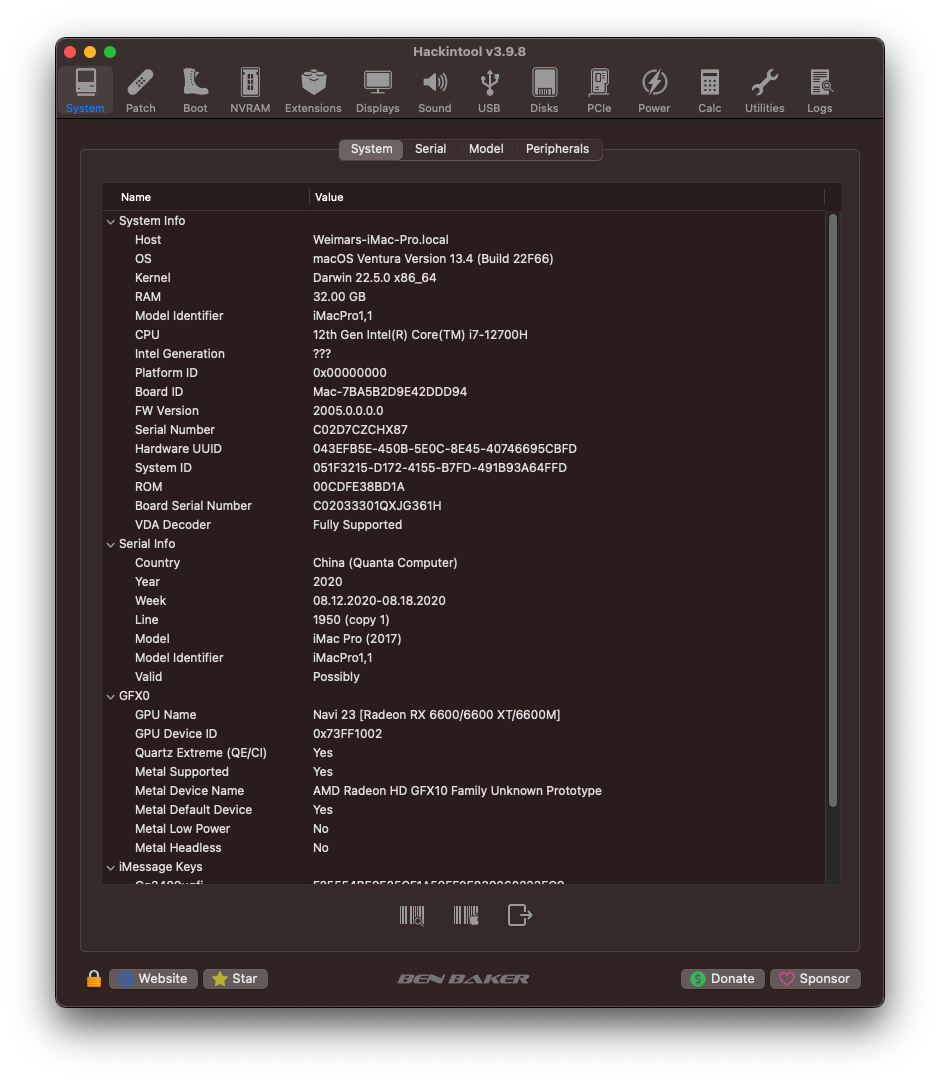 Hackintool v3.9.8
System Patch Boot NVRAM Extensions Displays Sound USB Disks PCIe Power Calc Utilities Logs
System Serial Model Peripherals
Name Value
System Info
Host Weimars-iMac-Pro.local
OS macOS Ventura Version 13.4 (Build 22F66)
Kernel Darwin 22.5.0 x86_64
RAM 32.00 GB
Model Identifier iMacPro1,1
CPU 12th Gen Intel(R) Core(TM) i7-12700H
Intel Generation ???
Platform ID 0x00000000
Board ID Mac-7BA5B2D9E42DDD94
FW Version 2005.0.0.0.0
Serial Number C02D7CZCHX87
Hardware UUID 043EFB5E-450B-5E0C-8E45-40746695CBFD
System ID 051F3215-D172-4155-B7FD-491B93A64FFD
ROM 00CDFE38BD1A
Board Serial Number C02033301QXJG361H
VDA Decoder Fully Supported
Serial Info
Country China (Quanta Computer)
Year 2020
Week 08.12.2020-08.18.2020
Line 1950 (copy 1)
Model iMac Pro (2017)
Model Identifier iMacPro1,1
Valid Possibly
GFX0
GPU Name Navi 23 [Radeon RX 6600/6600 XT/6600M]
GPU Device ID 0x73FF1002
Quartz Extreme (QE/CI) Yes
Metal Supported Yes
Metal Device Name AMD Radeon HD GFX10 Family Unknown Prototype
Metal Default Device Yes
Metal Low Power No
Metal Headless No
iMessage Keys
Website Star BEN BAKER Donate Sponsor